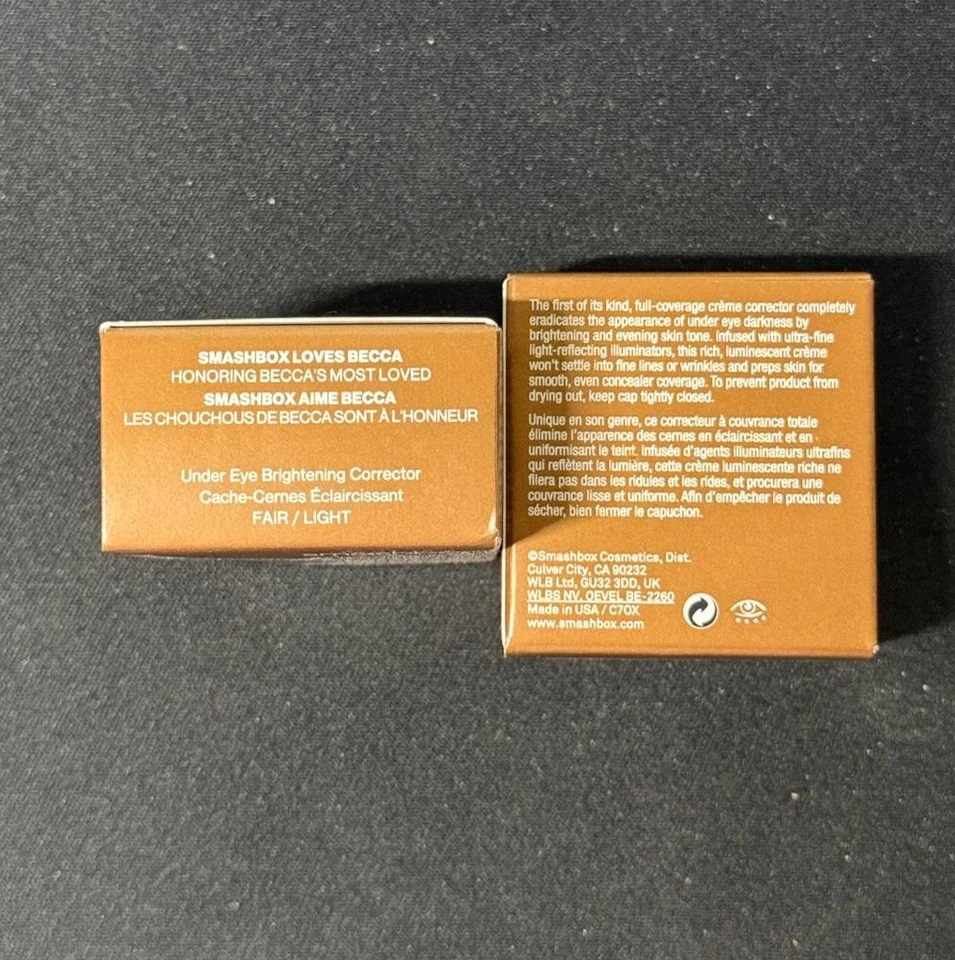 SMASHBOX LOVES BECCA
HONORING BECCA'S MOST LOVED
SMASHBOX AIME BECCA
LES CHOUCHOUS DE BECCA SONT À L'HONNEUR
Under Eye Brightening Corrector
Cache-Cernes Éclaircissant
FAIR / LIGHT
The first of its kind, full-coverage crème corrector completely
eradicates the appearance of under eye darkness by
brightening and evening skin tone. Infused with ultra-fine
light-reflecting illuminators, this rich, luminescent crème
won't settle into fine lines or wrinkles and preps skin for
smooth, even concealer coverage. To prevent product from
drying out, keep cap tightly closed.
Unique en son genre, ce correcteur à couvrance totale
élimine l'apparence des cernes en éclaircissant et en
uniformisant le teint. Infusée d'agents illuminateurs ultrafins
qui reflètent la lumière, cette crème luminescente riche ne
filera pas dans les ridules et les rides, et procurera une
couvrance lisse et uniforme. Afin d'empêcher le produit de
sécher, bien fermer le capuchon.
©Smashbox Cosmetics, Dist.
Culver City, CA 90232
WLB Ltd, GU32 3DD, UK
WLBS NV. OEVEL BE-2260
Made in USA / C70X
www.smashbox.com